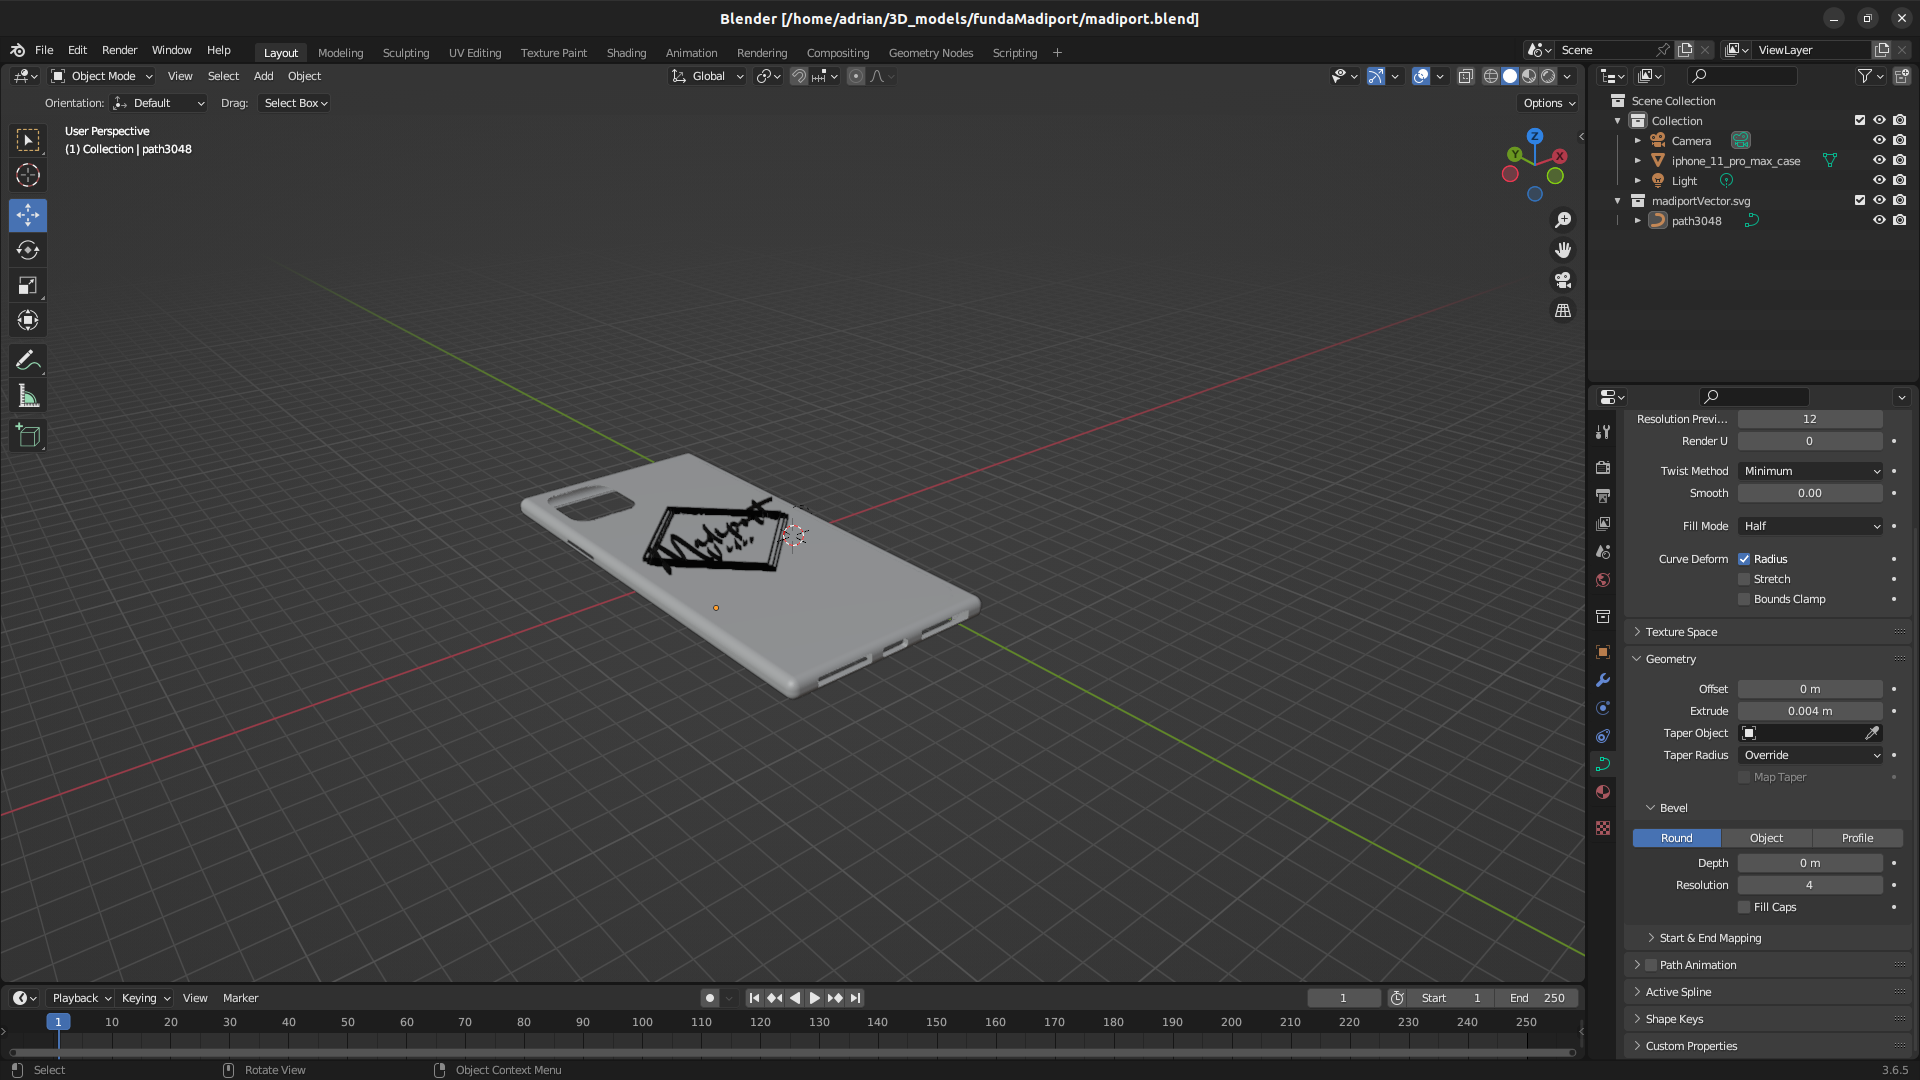 Blender [/home/adrian/3D_models/fundaMadiport/madiport.blend]
File Edit Render Window Help Layout Modeling Sculpting UV Editing Texture Paint Shading Animation Rendering Compositing Geometry Nodes Scripting + Scene ViewLayer
Object Mode View Select Add Object Global
Orientation: Default Drag: Select Box Options
User Perspective
(1) Collection | path3048
Z
Y X
Madiport
Scene Collection
Collection
Camera
iphone_11_pro_max_case
Light
madiportVector.svg
path3048
Resolution Previ... 12
Render U 0
Twist Method Minimum
Smooth 0.00
Fill Mode Half
Curve Deform Radius
Stretch
Bounds Clamp
Texture Space
Geometry
Offset 0 m
Extrude 0.004 m
Taper Object
Taper Radius Override
Map Taper
Bevel
Round Object Profile
Depth 0 m
Resolution 4
Fill Caps
Start & End Mapping
Path Animation
Active Spline
Shape Keys
Custom Properties
Playback Keying View Marker 1 Start 1 End 250
1 10 20 30 40 50 60 70 80 90 100 110 120 130 140 150 160 170 180 190 200 210 220 230 240 250
Select Rotate View Object Context Menu 3.6.5